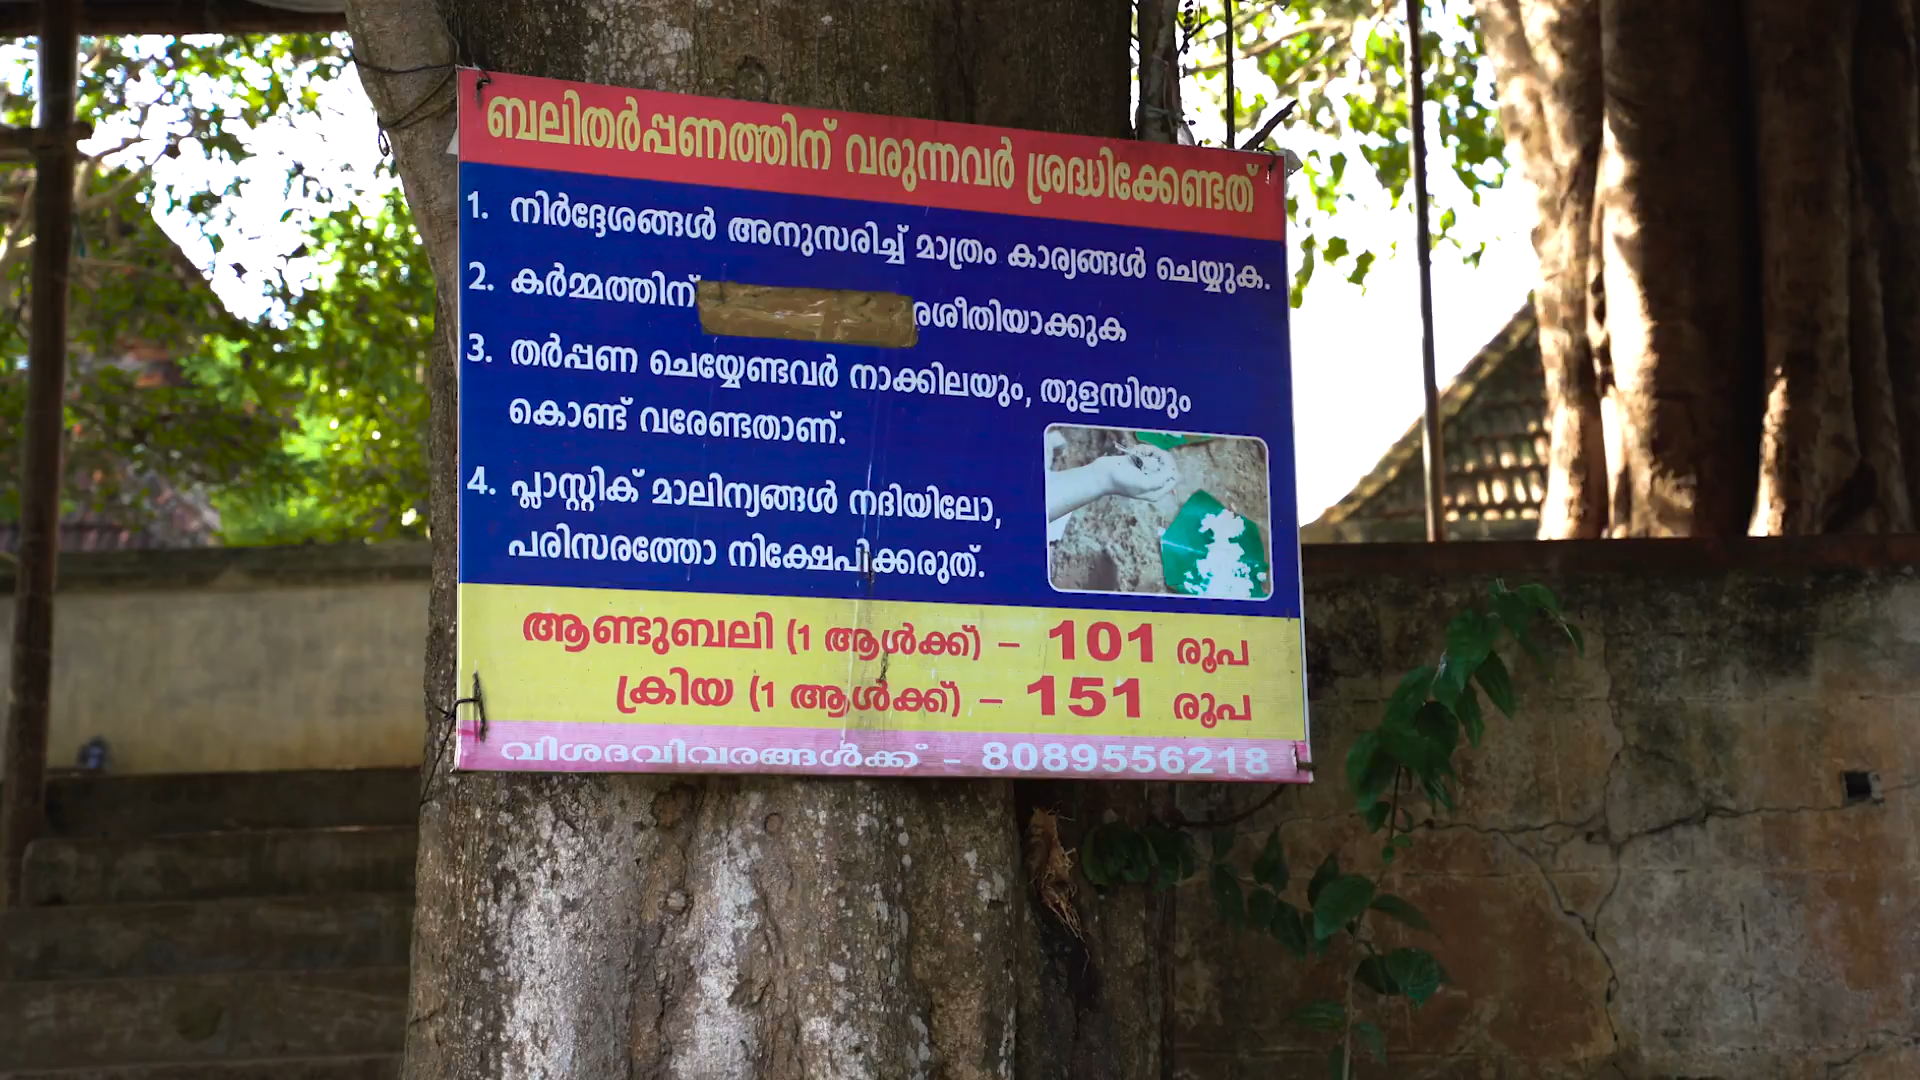 ബലിതർപ്പണത്തിന് വരുന്നവർ ശ്രദ്ധിക്കേണ്ടത്
1. നിർദ്ദേശങ്ങൾ അനുസരിച്ച് മാത്രം കാര്യങ്ങൾ ചെയ്യുക.
2. കർമ്മത്തിന് രശീതിയാക്കുക
3. തർപ്പണ ചെയ്യേണ്ടവർ നാക്കിലയും, തുളസിയും
കൊണ്ട് വരേണ്ടതാണ്.
4. പ്ലാസ്റ്റിക് മാലിന്യങ്ങൾ നദിയിലോ,
പരിസരത്തോ നിക്ഷേപിക്കരുത്.
ആണ്ടുബലി (1 ആൾക്ക്) – 101 രൂപ
ക്രിയ (1 ആൾക്ക്) – 151 രൂപ
വിശദവിവരങ്ങൾക്ക് – 8089556218